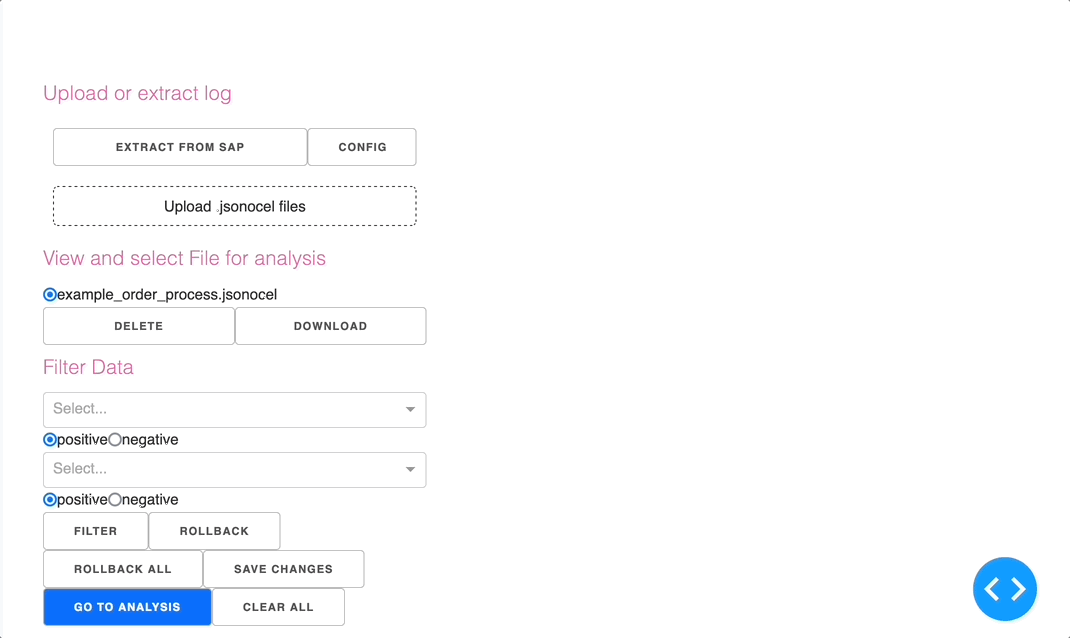 Upload or extract log
EXTRACT FROM SAP CONFIG
Upload .jsonocel files
View and select File for analysis
example_order_process.jsonocel
DELETE DOWNLOAD
Filter Data
Select...
positive negative
Select...
positive negative
FILTER ROLLBACK
ROLLBACK ALL SAVE CHANGES
GO TO ANALYSIS CLEAR ALL